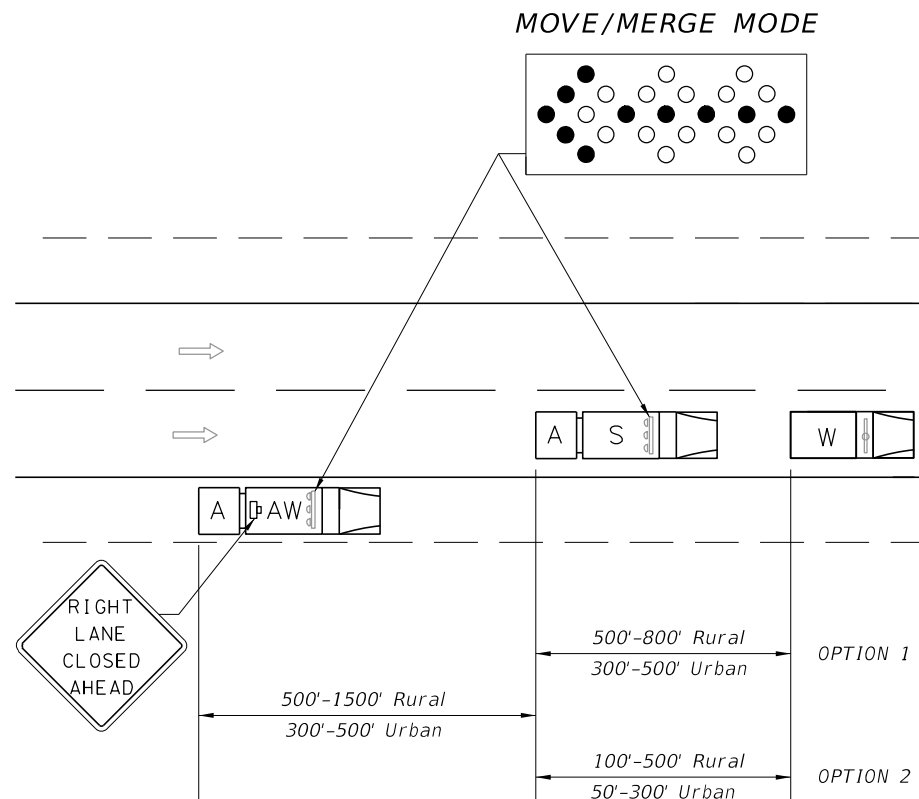 MOVE/MERGE MODE
A S
W
A AW
RIGHT
LANE
CLOSED
AHEAD
500'-800' Rural
300'-500' Urban
OPTION 1
500'-1500' Rural
300'-500' Urban
100'-500' Rural
50'-300' Urban
OPTION 2